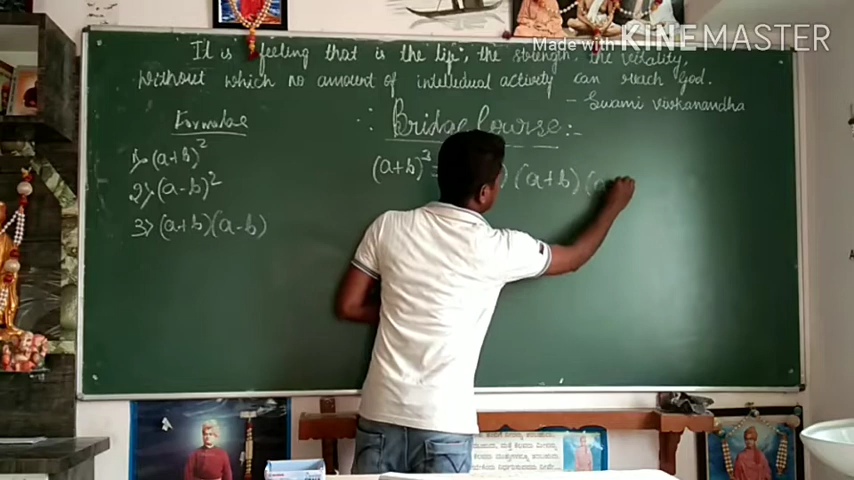 Made with KINEMASTER
It is feeling that is the life, the strength, the vitality,
without which no amount of intellectual activity can reach God.
- Swami vivekanandha
Formulae
∴ Bridge Course :-
1> (a+b)²
(a+b)³ = ) (a+b) (a
2> (a-b)²
3> (a+b)(a-b)